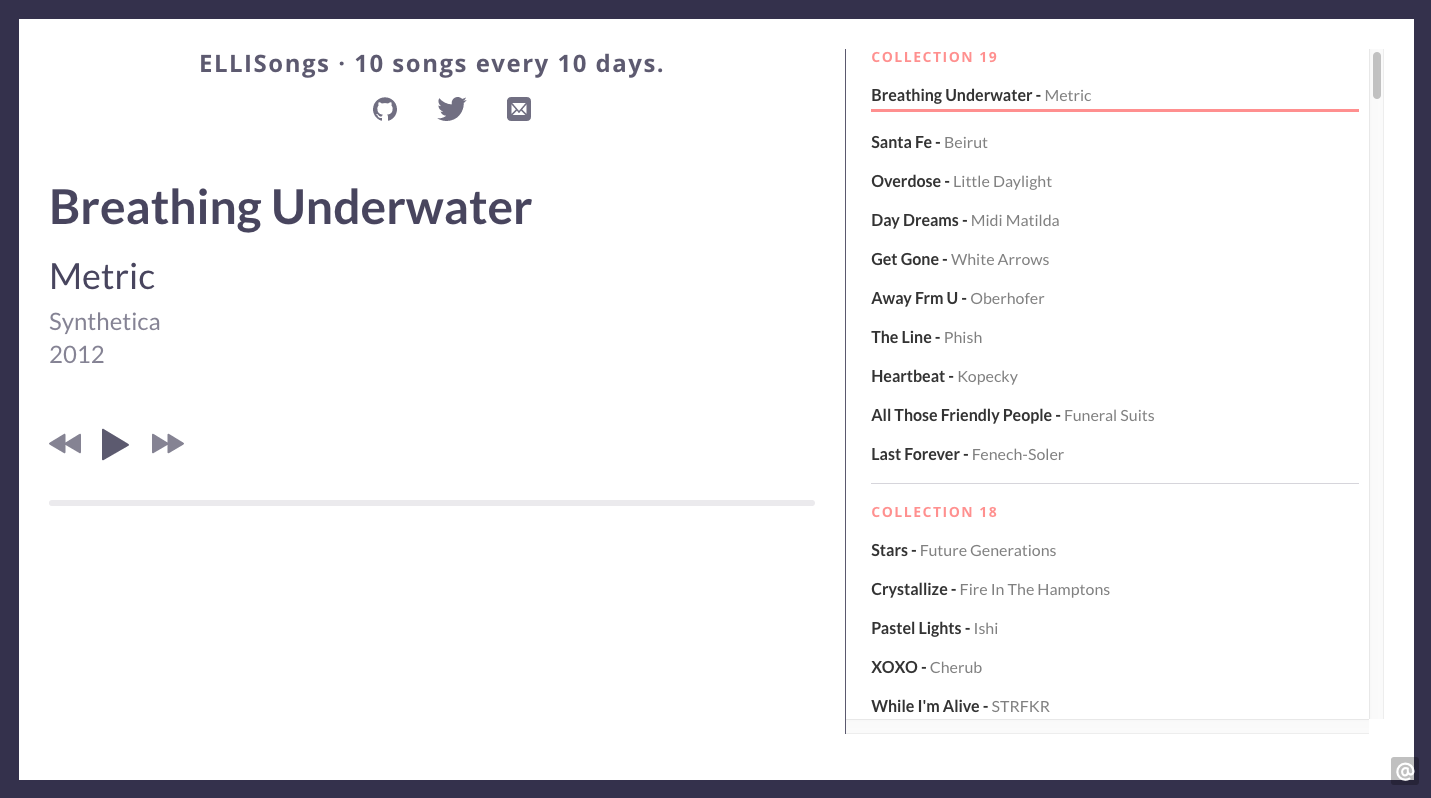 ELLISongs · 10 songs every 10 days.
Breathing Underwater
Metric
Synthetica
2012
COLLECTION 19
Breathing Underwater - Metric
Santa Fe - Beirut
Overdose - Little Daylight
Day Dreams - Midi Matilda
Get Gone - White Arrows
Away Frm U - Oberhofer
The Line - Phish
Heartbeat - Kopecky
All Those Friendly People - Funeral Suits
Last Forever - Fenech-Soler
COLLECTION 18
Stars - Future Generations
Crystallize - Fire In The Hamptons
Pastel Lights - Ishi
XOXO - Cherub
While I'm Alive - STRFKR
@